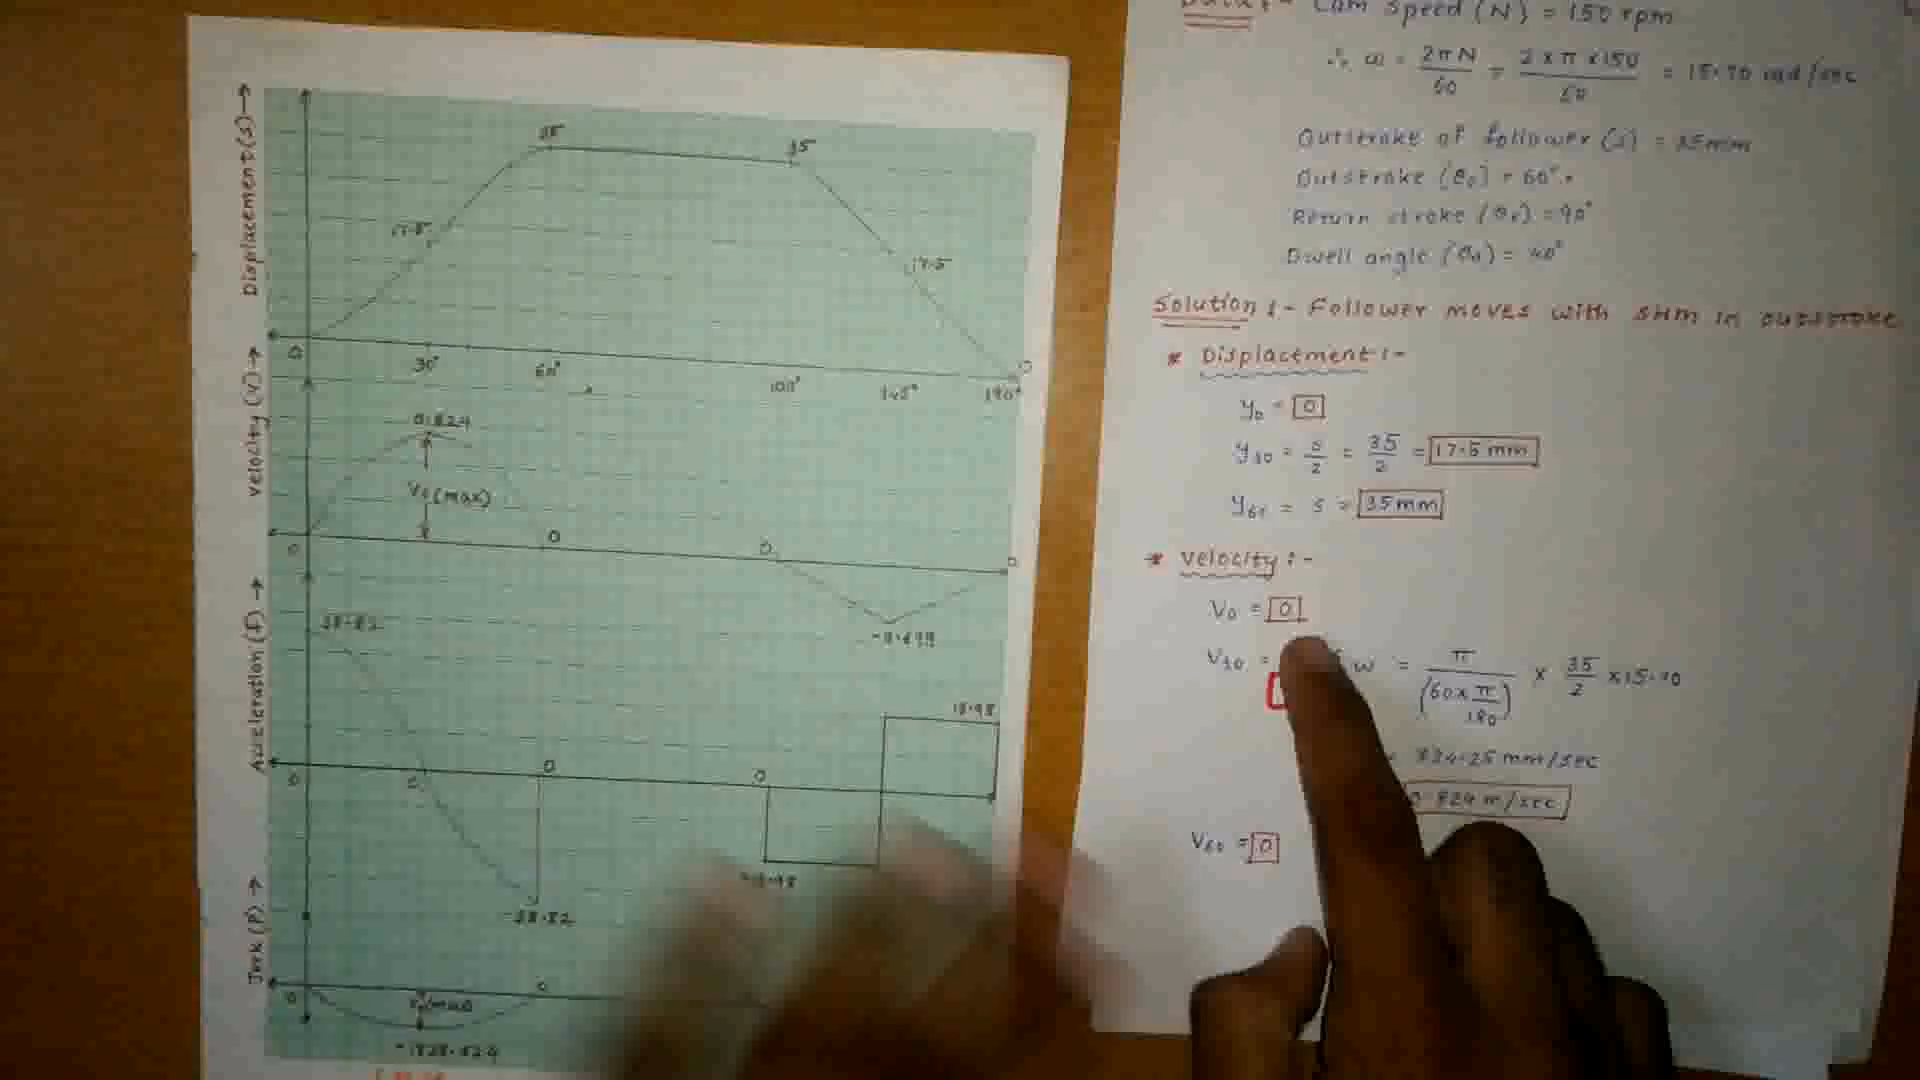 Displacement (S) →
35
35
17.5
17.5
0
30°
60°
100°
145°
190°
0
Velocity (V) →
0.824
Vo(max)
0
0
0
0
Acceleration (f) →
38.82
0
0
0
0
-38.82
Jerk (P) →
0
0
Cam Speed (N) = 150 rpm
∴ ω = 2πN/60 = 2 x π x 150/60 = 15.70 rad/sec
Outstroke of follower (S) = 35mm
Outstroke (θo) = 60°
Return stroke (θr) = 90°
Dwell angle (θd) = 40°
Solution :- Follower moves with SHM in outstroke
* Displacement :-
y0 = 0
y30 = S/2 = 35/2 = 17.5 mm
y60 = S = 35mm
* Velocity :-
V0 = 0
V30 = ω = π/(60 x π/180) x 35/2 x 15.70
= 824.25 mm/sec
0.824 m/sec
V60 = 0